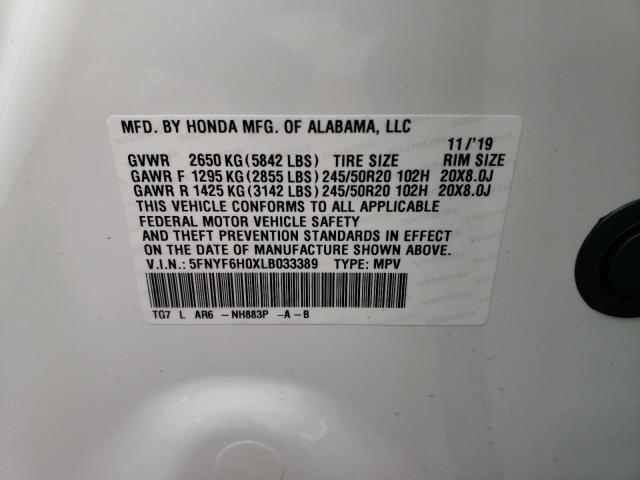 MFD. BY HONDA MFG. OF ALABAMA, LLC
11/'19
GVWR 2650 KG (5842 LBS) TIRE SIZE RIM SIZE
GAWR F 1295 KG (2855 LBS) 245/50R20 102H 20X8.0J
GAWR R 1425 KG (3142 LBS) 245/50R20 102H 20X8.0J
THIS VEHICLE CONFORMS TO ALL APPLICABLE
FEDERAL MOTOR VEHICLE SAFETY
AND THEFT PREVENTION STANDARDS IN EFFECT
ON THE DATE OF MANUFACTURE SHOWN ABOVE.
V.I.N.: 5FNYF6H0XLB033389 TYPE: MPV
TG7 L AR6 -NH883P -A-B